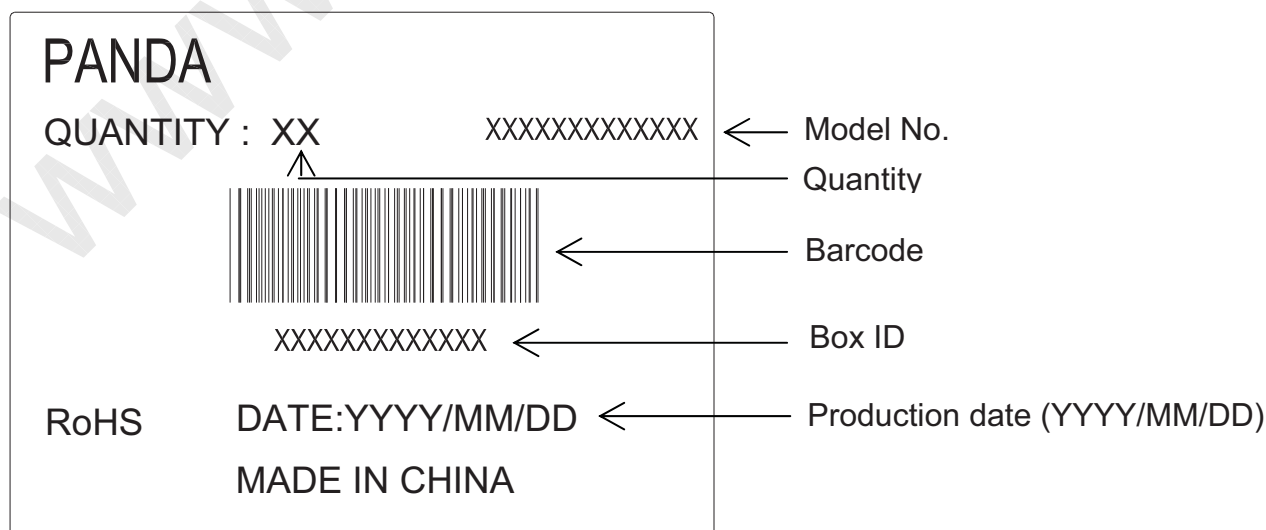 PANDA
QUANTITY : XX XXXXXXXXXXXXX Model No.
Quantity
Barcode
XXXXXXXXXXXXX Box ID
RoHS DATE:YYYY/MM/DD Production date (YYYY/MM/DD)
MADE IN CHINA